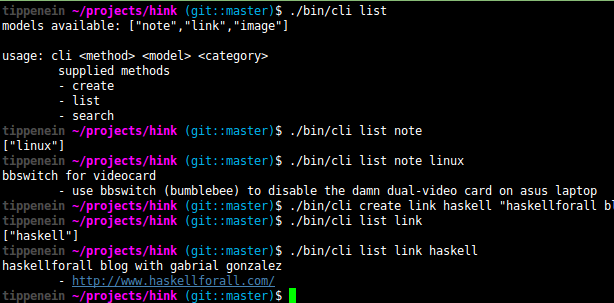 tippenein ~/projects/hink (git::master)$ ./bin/cli list
models available: ["note","link","image"]
usage: cli <method> <model> <category>
supplied methods
- create
- list
- search
tippenein ~/projects/hink (git::master)$ ./bin/cli list note
["linux"]
tippenein ~/projects/hink (git::master)$ ./bin/cli list note linux
bbswitch for videocard
- use bbswitch (bumblebee) to disable the damn dual-video card on asus laptop
tippenein ~/projects/hink (git::master)$ ./bin/cli create link haskell "haskellforall bl
tippenein ~/projects/hink (git::master)$ ./bin/cli list link
["haskell"]
tippenein ~/projects/hink (git::master)$ ./bin/cli list link haskell
haskellforall blog with gabrial gonzalez
- http://www.haskellforall.com/
tippenein ~/projects/hink (git::master)$